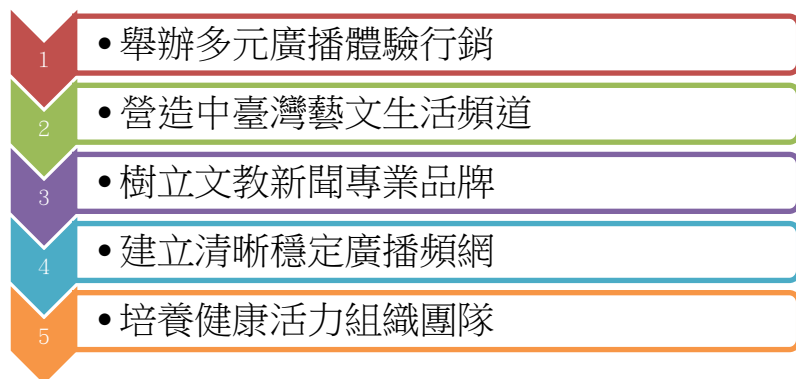 1 •舉辦多元廣播體驗行銷
2 •營造中臺灣藝文生活頻道
3 •樹立文教新聞專業品牌
4 •建立清晰穩定廣播頻網
5 •培養健康活力組織團隊